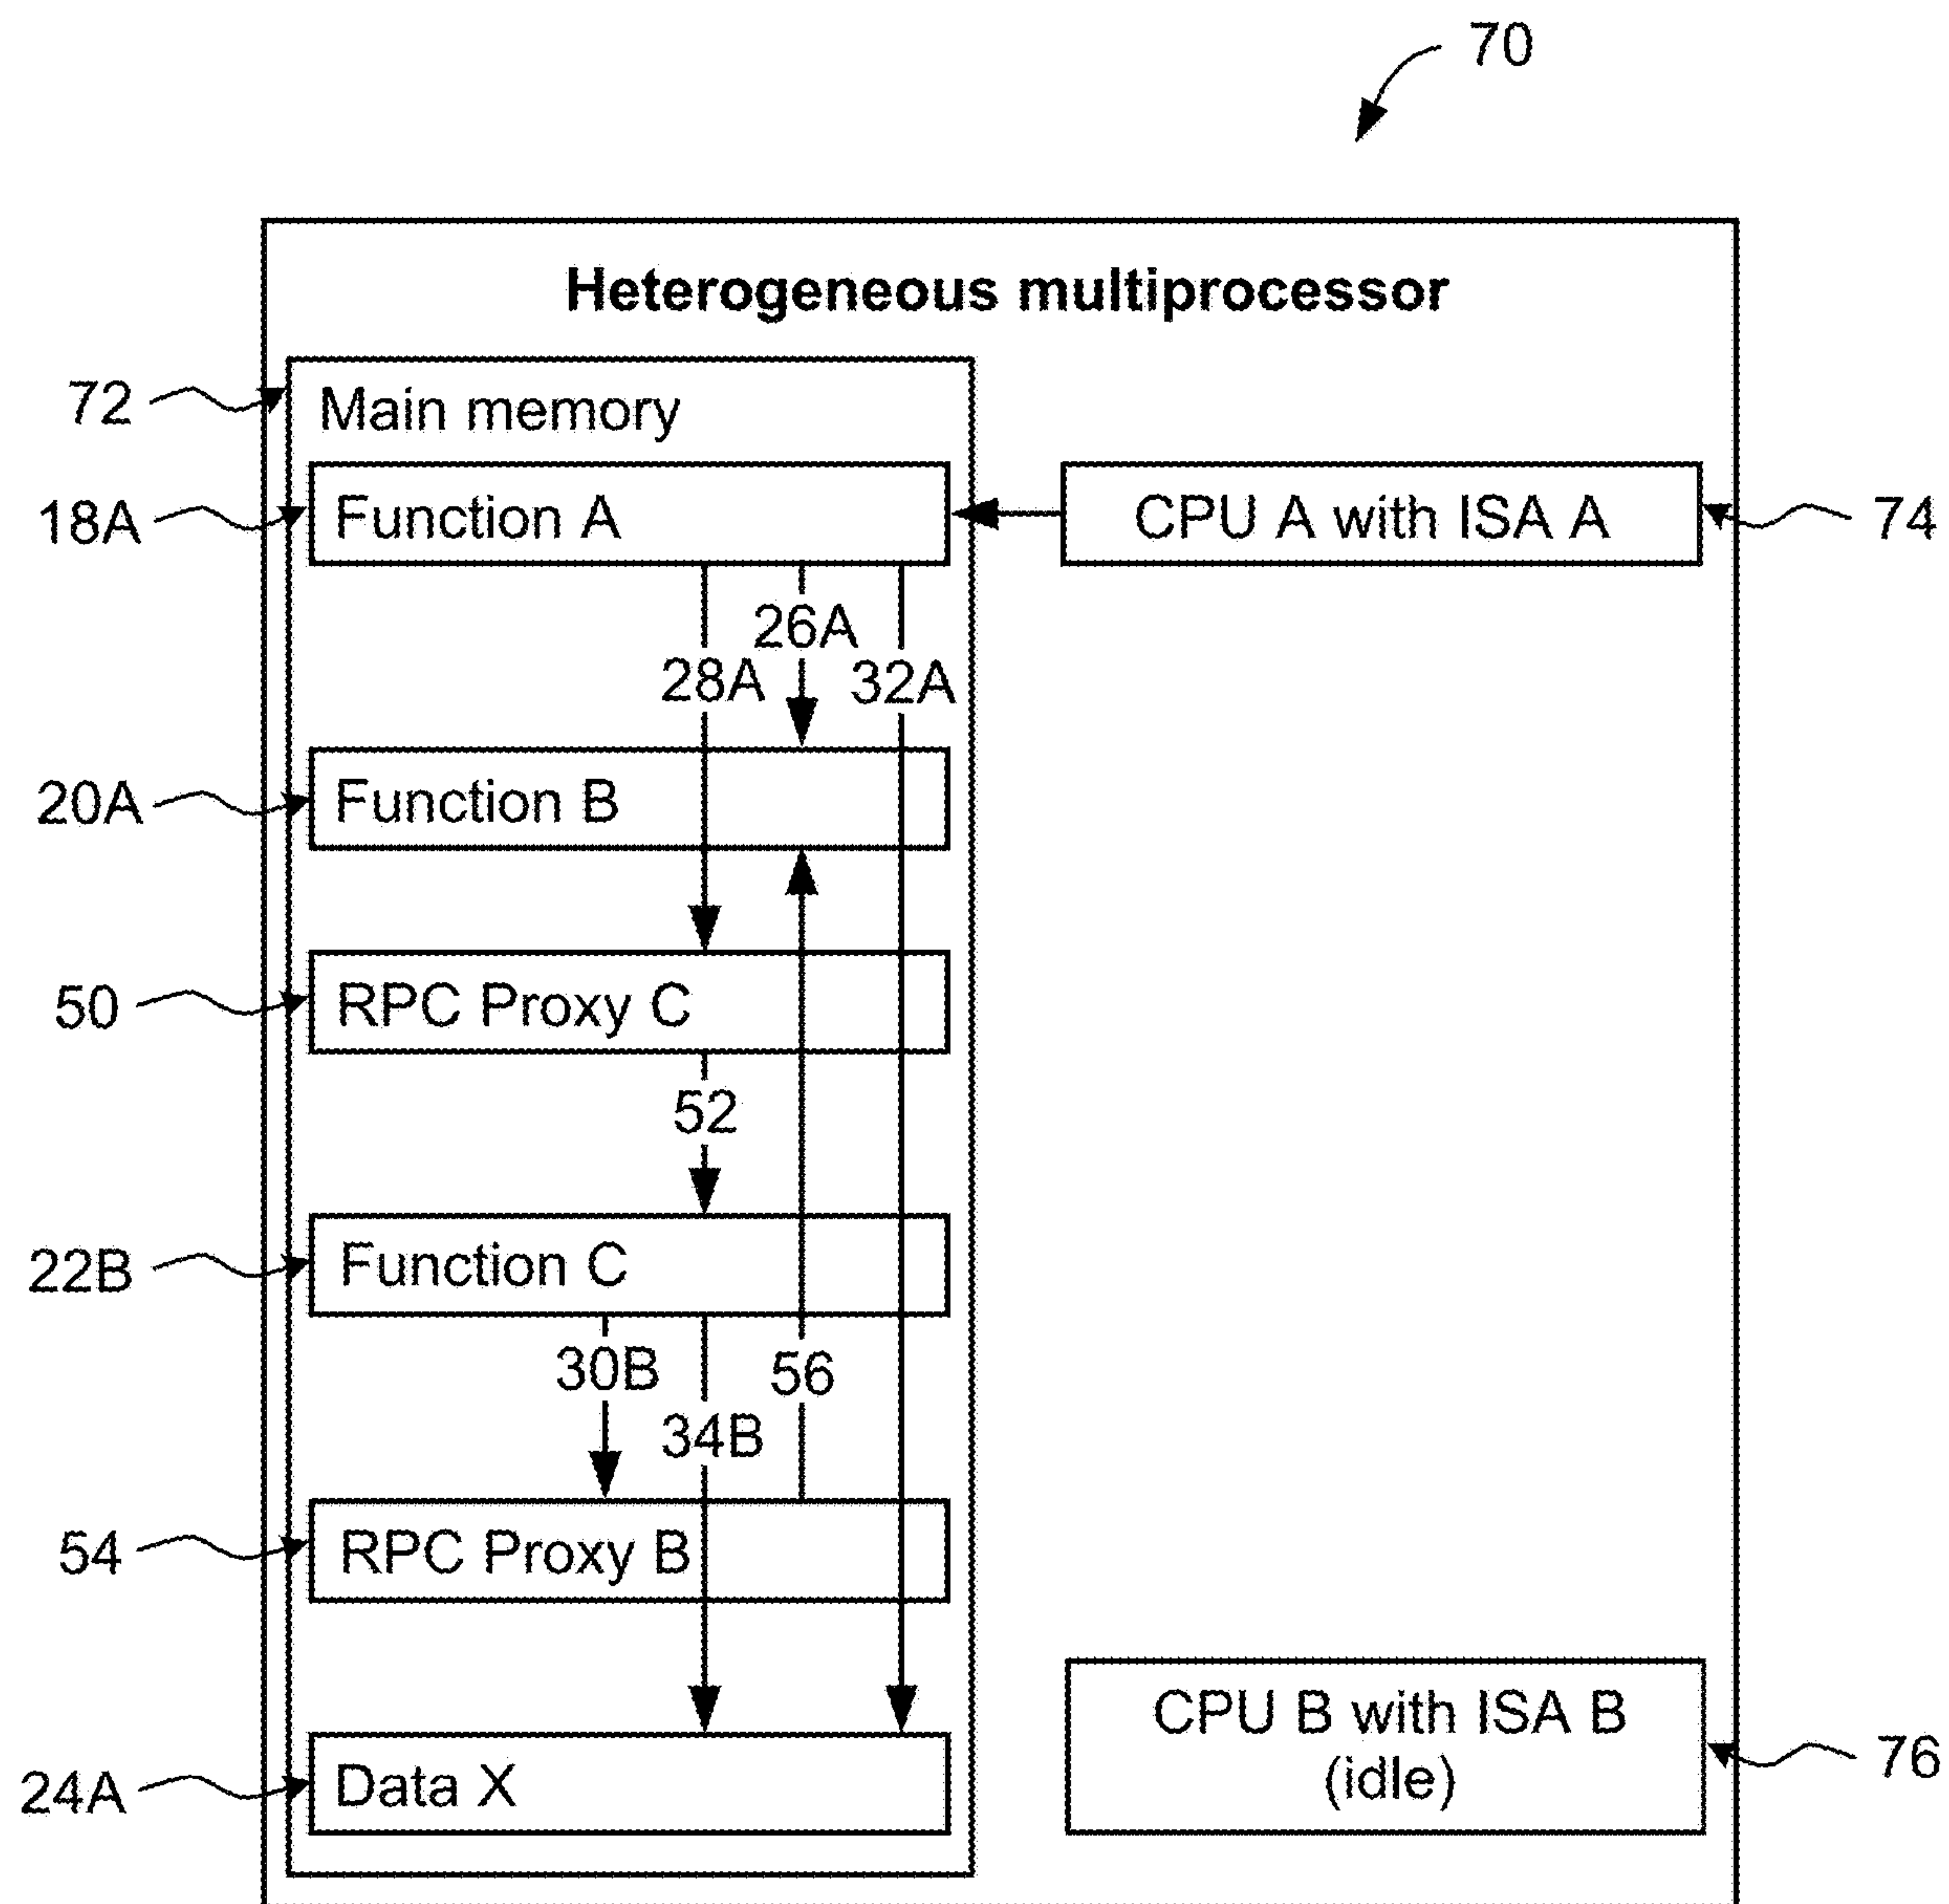 70
Heterogeneous multiprocessor
72
Main memory
18A
Function A
CPU A with ISA A
74
26A
28A
32A
20A
Function B
50
RPC Proxy C
52
22B
Function C
30B
56
34B
54
RPC Proxy B
CPU B with ISA B
(idle)
76
24A
Data X